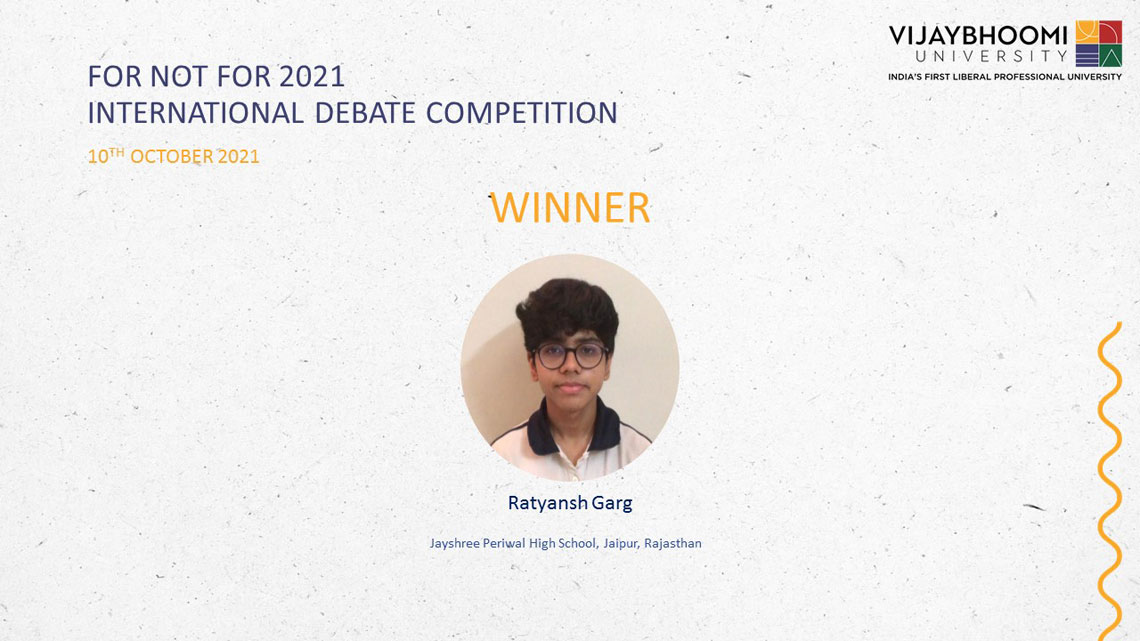 VIJAYBHOOMI
UNIVERSITY
INDIA'S FIRST LIBERAL PROFESSIONAL UNIVERSITY
FOR NOT FOR 2021
INTERNATIONAL DEBATE COMPETITION
10TH OCTOBER 2021
WINNER
Ratyansh Garg
Jayshree Periwal High School, Jaipur, Rajasthan